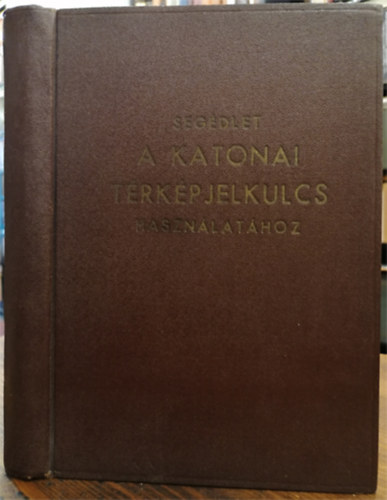 SEGÉDLET
A KATONAI
TÉRKÉPJELKULCS
HASZNÁLATÁHOZ